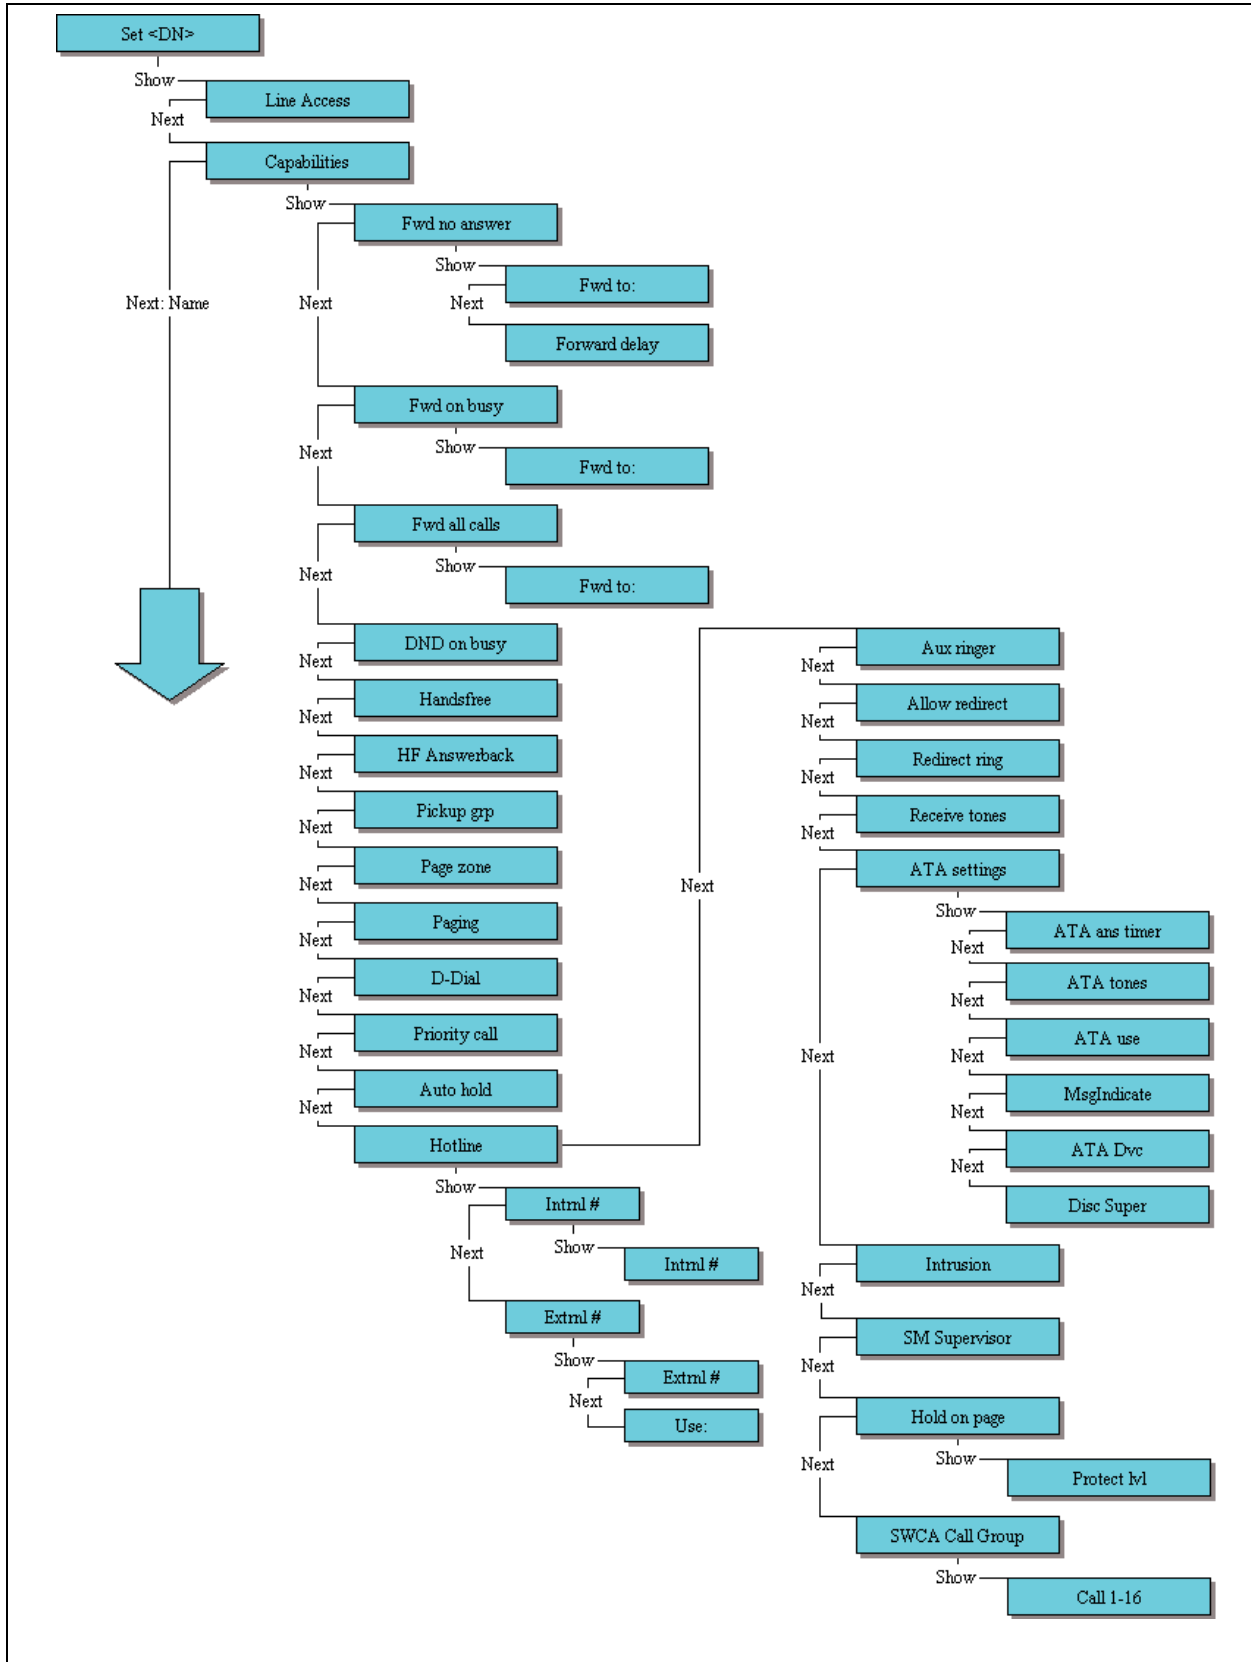 Set <DN>
Show
Line Access
Next
Capabilities
Show
Fwd no answer
Show
Fwd to:
Next
Forward delay
Next: Name
Next
Fwd on busy
Show
Fwd to:
Next
Fwd all calls
Show
Fwd to:
Next
DND on busy
Next
Handsfree
Next
HF Answerback
Next
Pickup grp
Next
Page zone
Next
Paging
Next
D-Dial
Next
Priority call
Next
Auto hold
Next
Hotline
Show
Intrnl #
Show
Intrnl #
Next
Extrnl #
Show
Extrnl #
Next
Use:
Next
Aux ringer
Next
Allow redirect
Next
Redirect ring
Next
Receive tones
Next
ATA settings
Show
ATA ans timer
Next
ATA tones
Next
ATA use
Next
MsgIndicate
Next
ATA Dvc
Next
Disc Super
Next
Intrusion
Next
SM Supervisor
Next
Hold on page
Show
Protect lvl
Next
SWCA Call Group
Show
Call 1-16